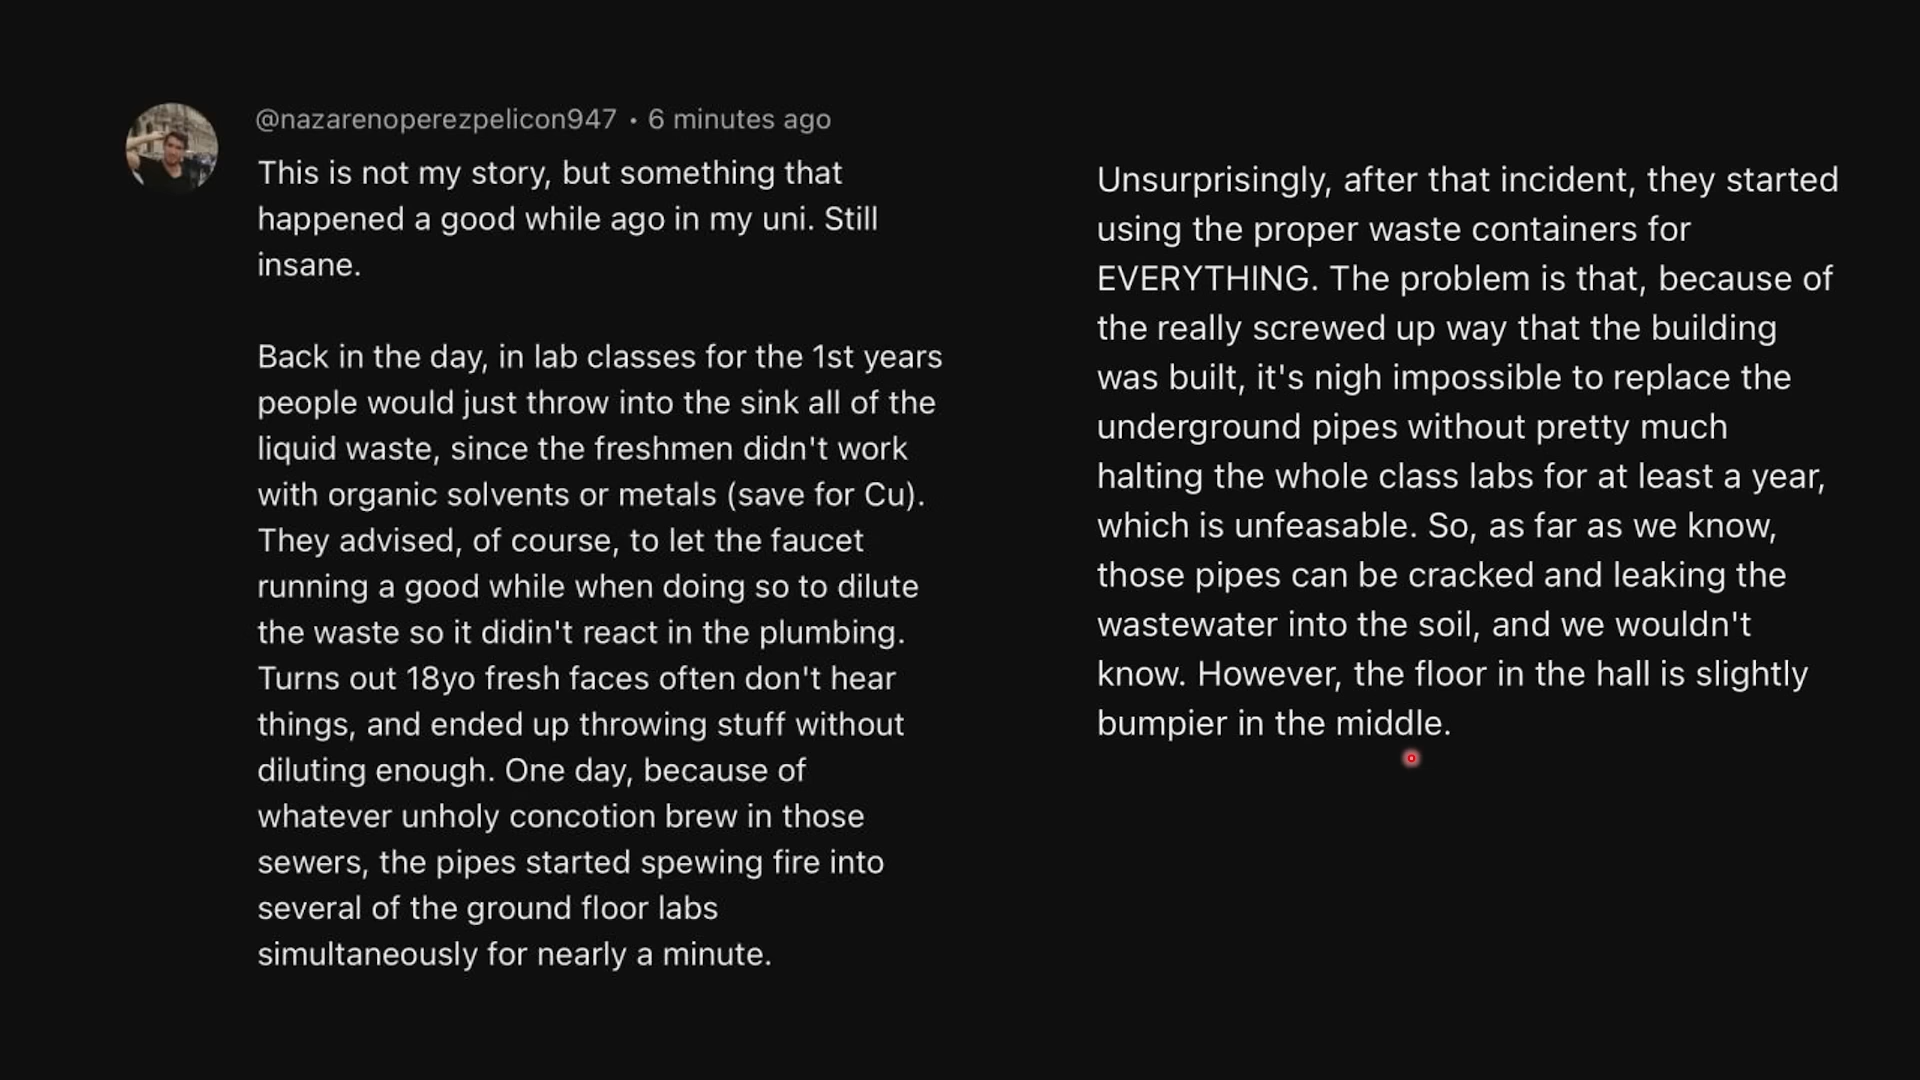 @nazarenoperezpelicon947 • 6 minutes ago
This is not my story, but something that
happened a good while ago in my uni. Still
insane.
Back in the day, in lab classes for the 1st years
people would just throw into the sink all of the
liquid waste, since the freshmen didn't work
with organic solvents or metals (save for Cu).
They advised, of course, to let the faucet
running a good while when doing so to dilute
the waste so it didin't react in the plumbing.
Turns out 18yo fresh faces often don't hear
things, and ended up throwing stuff without
diluting enough. One day, because of
whatever unholy concotion brew in those
sewers, the pipes started spewing fire into
several of the ground floor labs
simultaneously for nearly a minute.
Unsurprisingly, after that incident, they started
using the proper waste containers for
EVERYTHING. The problem is that, because of
the really screwed up way that the building
was built, it's nigh impossible to replace the
underground pipes without pretty much
halting the whole class labs for at least a year,
which is unfeasable. So, as far as we know,
those pipes can be cracked and leaking the
wastewater into the soil, and we wouldn't
know. However, the floor in the hall is slightly
bumpier in the middle.